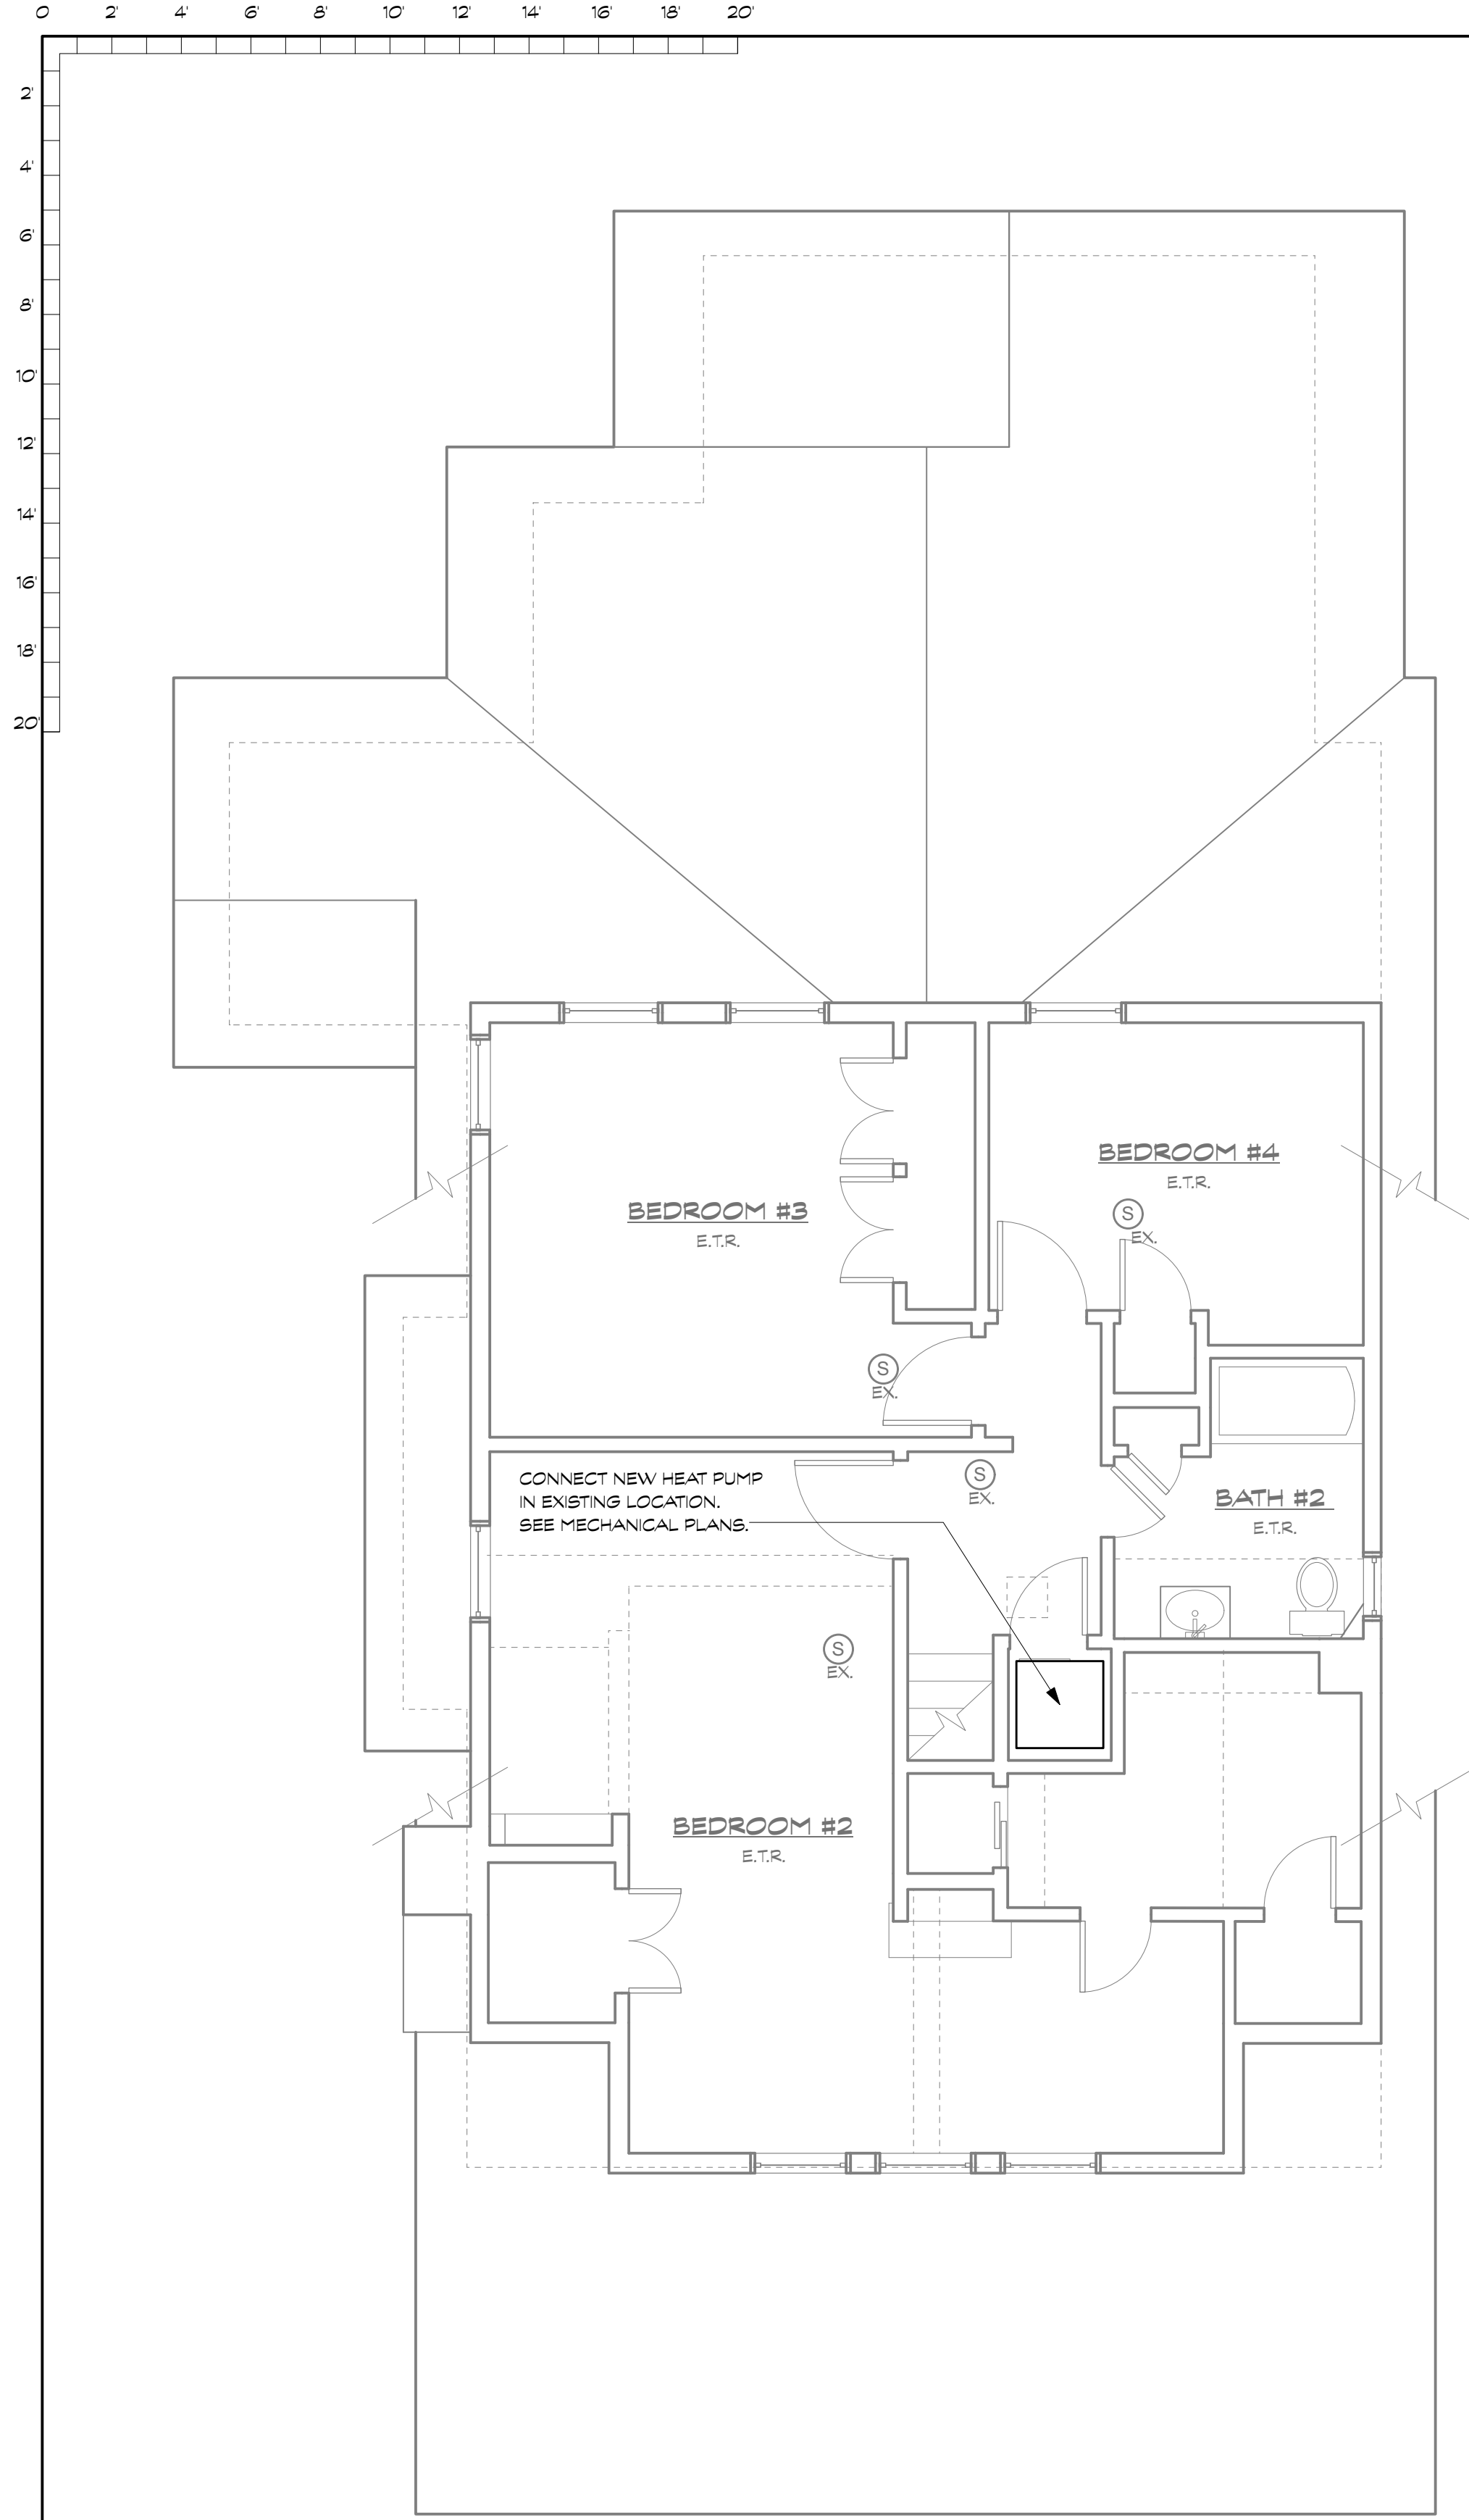 0 2' 4' 6' 8' 10' 12' 14' 16' 18' 20'
2'
4'
6'
8'
10'
12'
14'
16'
18'
20'
BEDROOM #4
E.T.R.
BEDROOM #3
E.T.R.
S
EX.
S
EX.
CONNECT NEW HEAT PUMP
IN EXISTING LOCATION.
SEE MECHANICAL PLANS.
S
EX.
BATH #2
E.T.R.
S
EX.
BEDROOM #2
E.T.R.